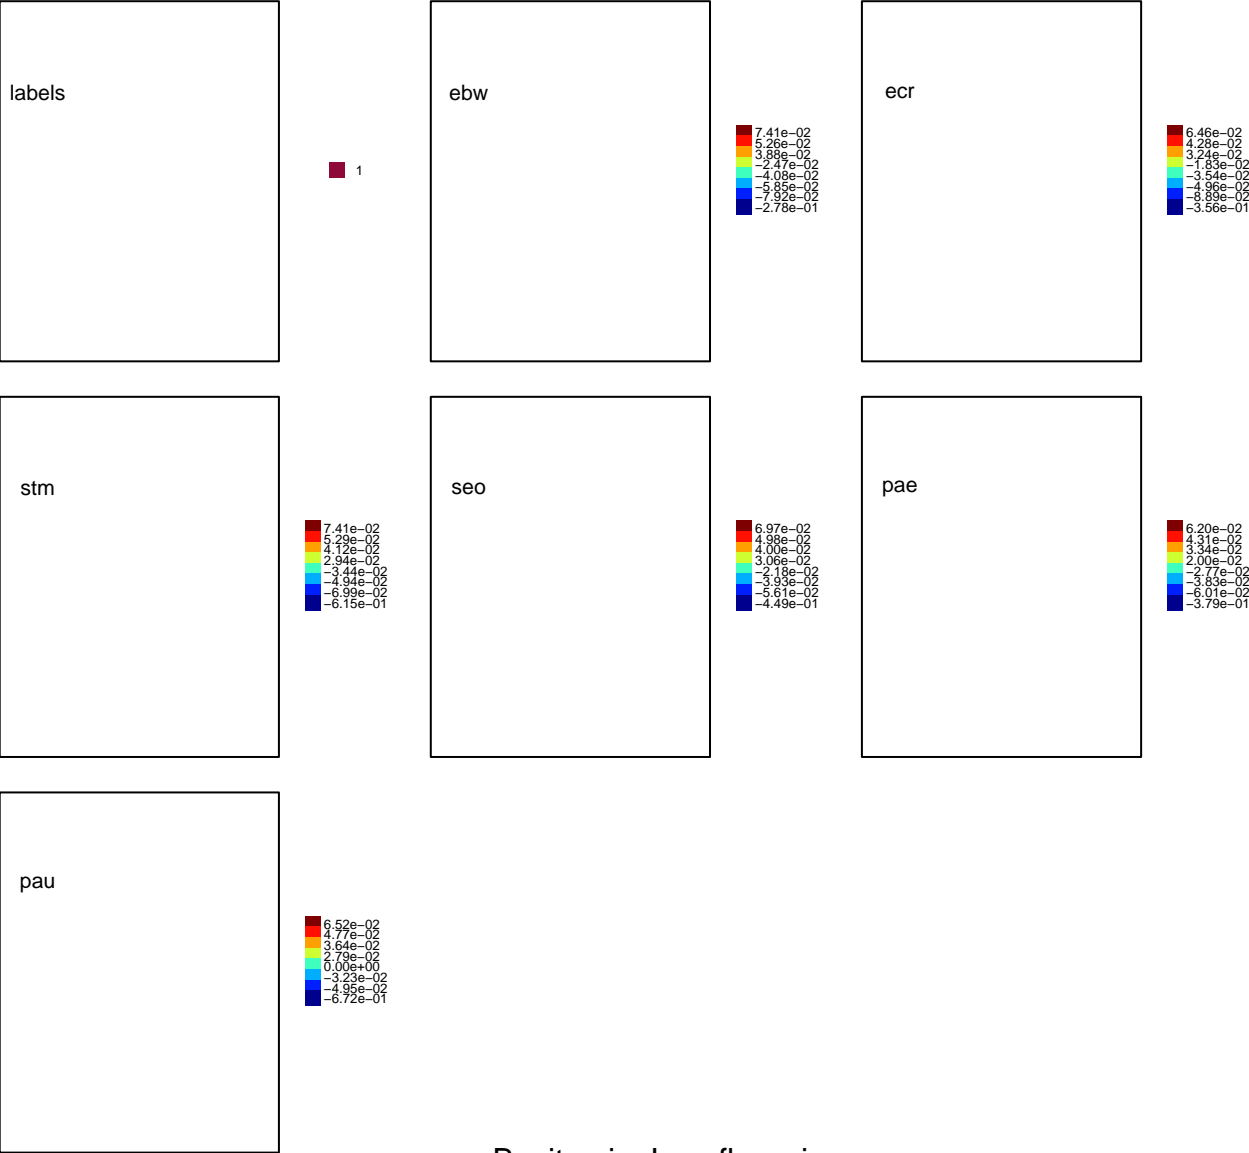 labels
1
ebw
7.41e−02
5.26e−02
3.88e−02
−2.47e−02
−4.08e−02
−5.85e−02
−7.92e−02
−2.78e−01
ecr
6.46e−02
4.28e−02
3.24e−02
−1.83e−02
−3.54e−02
−4.96e−02
−8.89e−02
−3.56e−01
stm
7.41e−02
5.29e−02
4.12e−02
2.94e−02
−3.44e−02
−4.94e−02
−6.99e−02
−6.15e−01
seo
6.97e−02
4.98e−02
4.00e−02
3.06e−02
−2.18e−02
−3.93e−02
−5.61e−02
−4.49e−01
pae
6.20e−02
4.31e−02
3.34e−02
2.00e−02
−2.77e−02
−3.83e−02
−6.01e−02
−3.79e−01
pau
6.52e−02
4.77e−02
3.64e−02
2.79e−02
0.00e+00
−3.23e−02
−4.95e−02
−6.72e−01